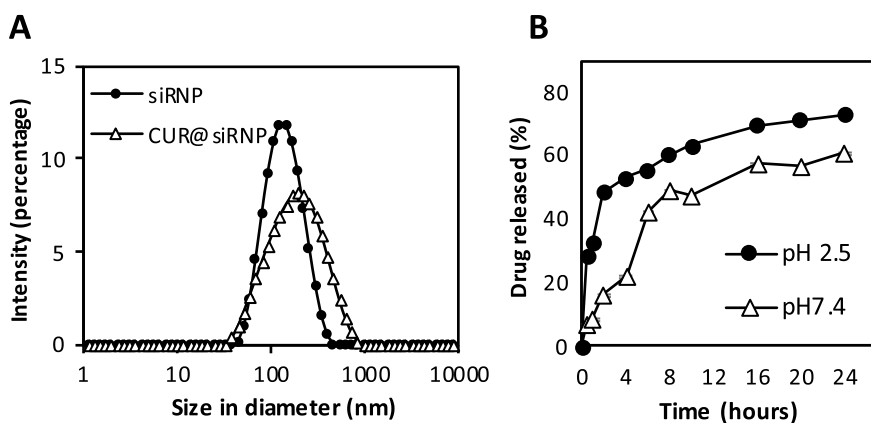 A
15
10
5
0
Intensity (percentage)
siRNP
CUR@siRNP
1 10 100 1000 10000
Size in diameter (nm)
B
80
60
40
20
0
Drug released (%)
pH 2.5
pH7.4
0 4 8 12 16 20 24
Time (hours)